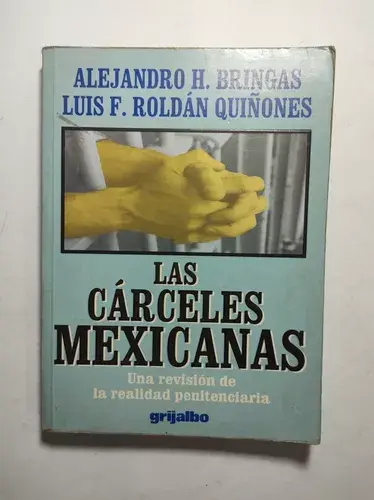 ALEJANDRO H. BRINGAS
LUIS F. ROLDÁN QUIÑONES
LAS
CÁRCELES
MEXICANAS
Una revisión de
la realidad penitenciaria
grijalbo